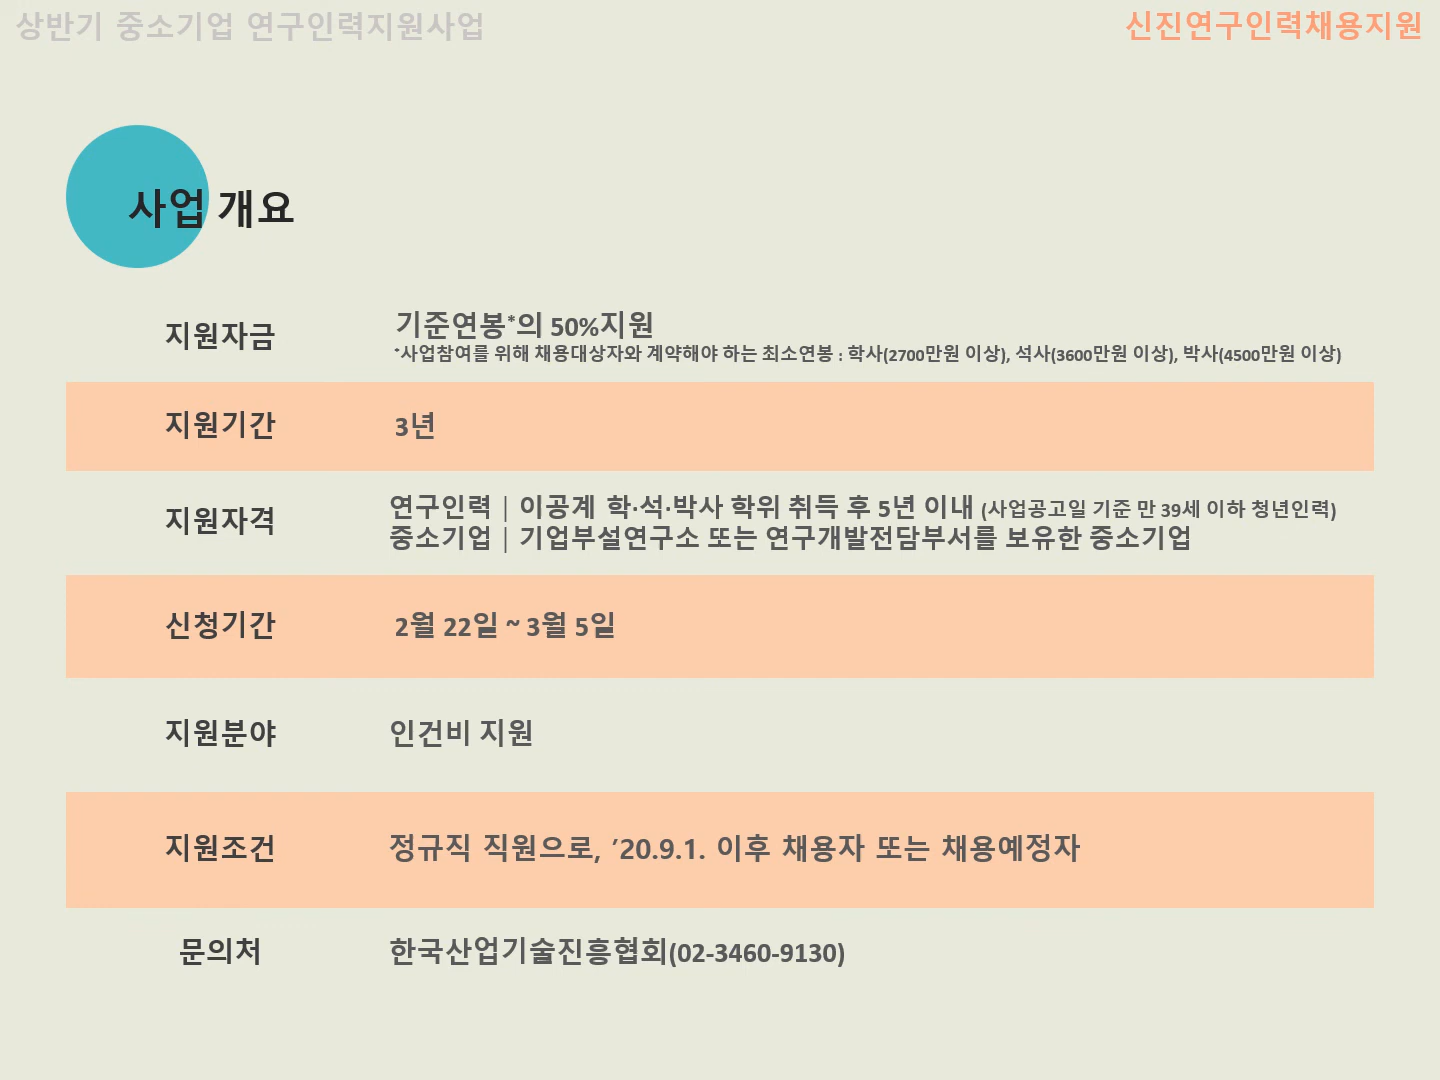 상반기 중소기업 연구인력지원사업
신진연구인력채용지원
사업 개요
지원자금
기준연봉*의 50%지원
*사업참여를 위해 채용대상자와 계약해야 하는 최소연봉 : 학사(2700만원 이상), 석사(3600만원 이상), 박사(4500만원 이상)
지원기간
3년
지원자격
연구인력 | 이공계 학·석·박사 학위 취득 후 5년 이내 (사업공고일 기준 만 39세 이하 청년인력)
중소기업 | 기업부설연구소 또는 연구개발전담부서를 보유한 중소기업
신청기간
2월 22일 ~ 3월 5일
지원분야
인건비 지원
지원조건
정규직 직원으로, ’20.9.1. 이후 채용자 또는 채용예정자
문의처
한국산업기술진흥협회(02-3460-9130)